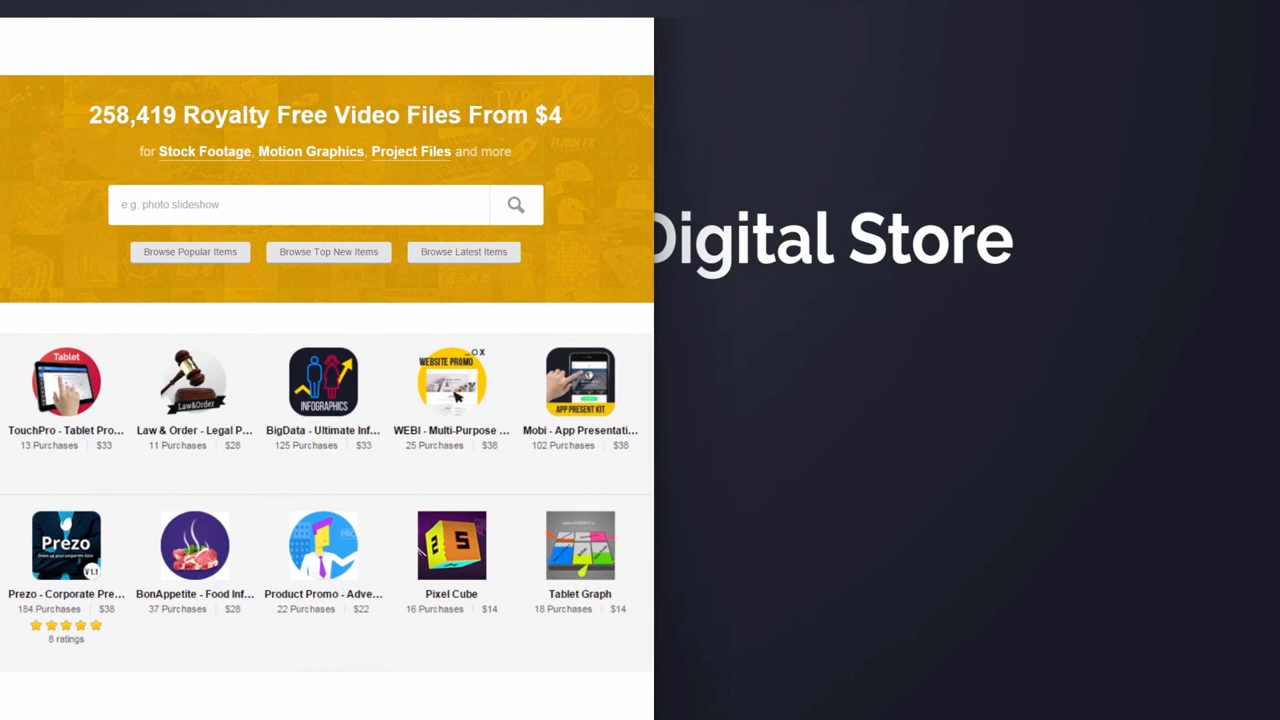 258,419 Royalty Free Video Files From $4
for Stock Footage, Motion Graphics, Project Files and more
e.g. photo slideshow
Browse Popular Items Browse Top New Items Browse Latest Items
Digital Store
Tablet
Law&Order
INFOGRAPHICS
WEBSITE PROMO
APP PRESENT KIT
TouchPro - Tablet Pro... Law & Order - Legal P... BigData - Ultimate Inf... WEBI - Multi-Purpose ... Mobi - App Presentati...
13 Purchases $33 11 Purchases $28 125 Purchases $33 25 Purchases $38 102 Purchases $38
Prezo
V 1.1
PRO
2 5
Prezo - Corporate Pre... BonAppetite - Food Inf... Product Promo - Adve... Pixel Cube Tablet Graph
184 Purchases $38 37 Purchases $28 22 Purchases $22 16 Purchases $14 18 Purchases $14
8 ratings